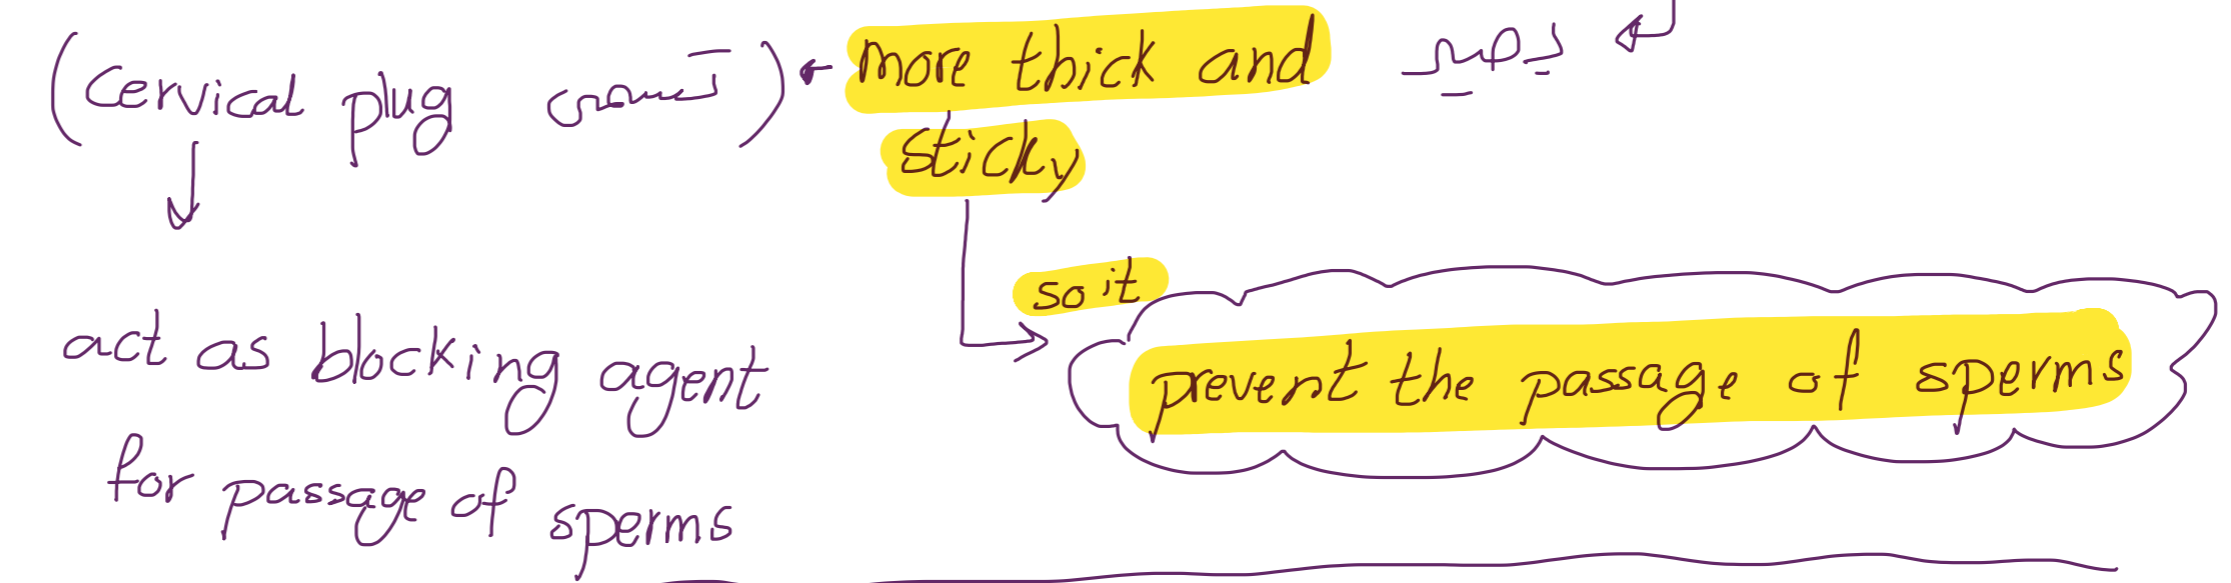 يصير more thick and
sticky
(cervical plug تسمى)
so it
prevent the passage of sperms
act as blocking agent
for passage of sperms